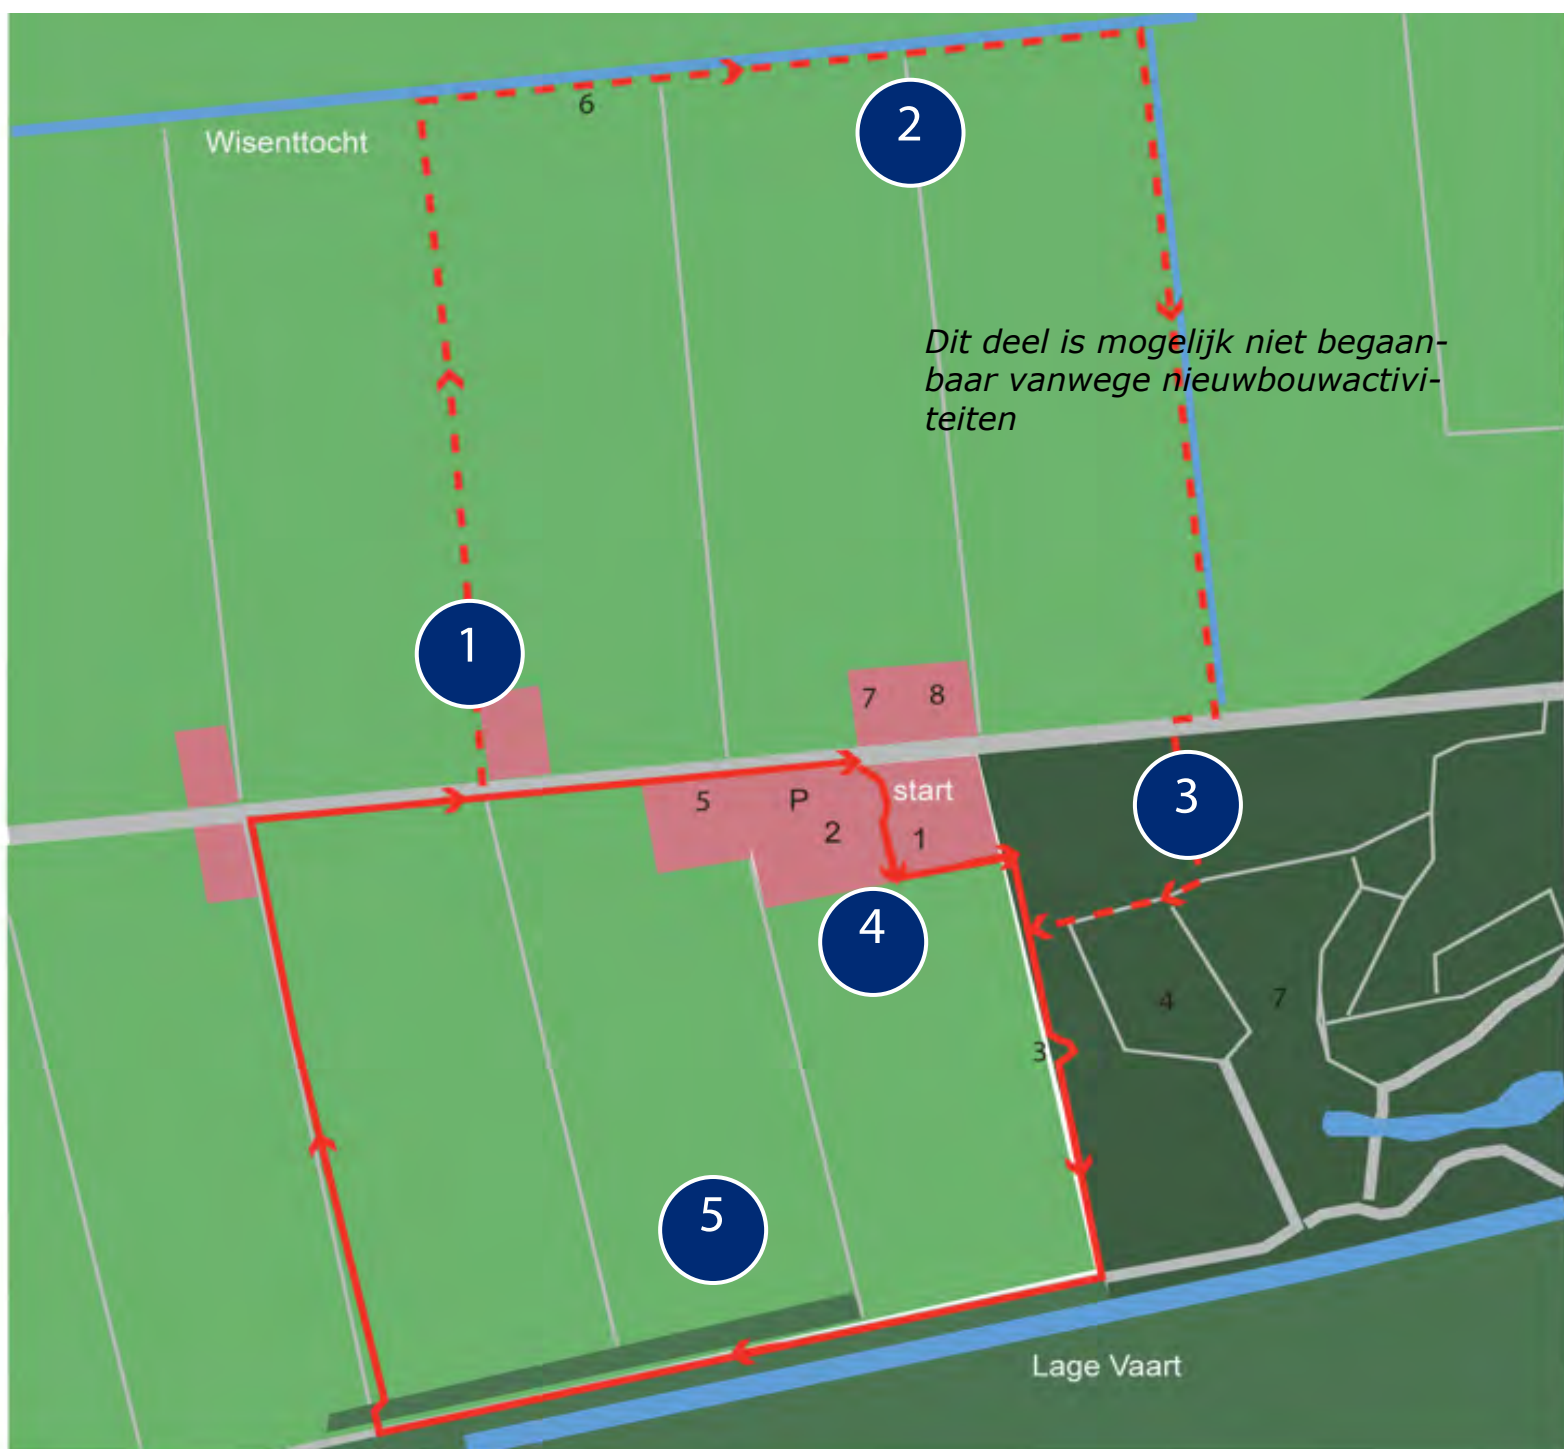 2
6
Wisenttocht
Dit deel is mogelijk niet begaan-
baar vanwege nieuwbouwactivi-
teiten
1
7 8
start
3
5 P
2 1
4
4 7
3
5
Lage Vaart